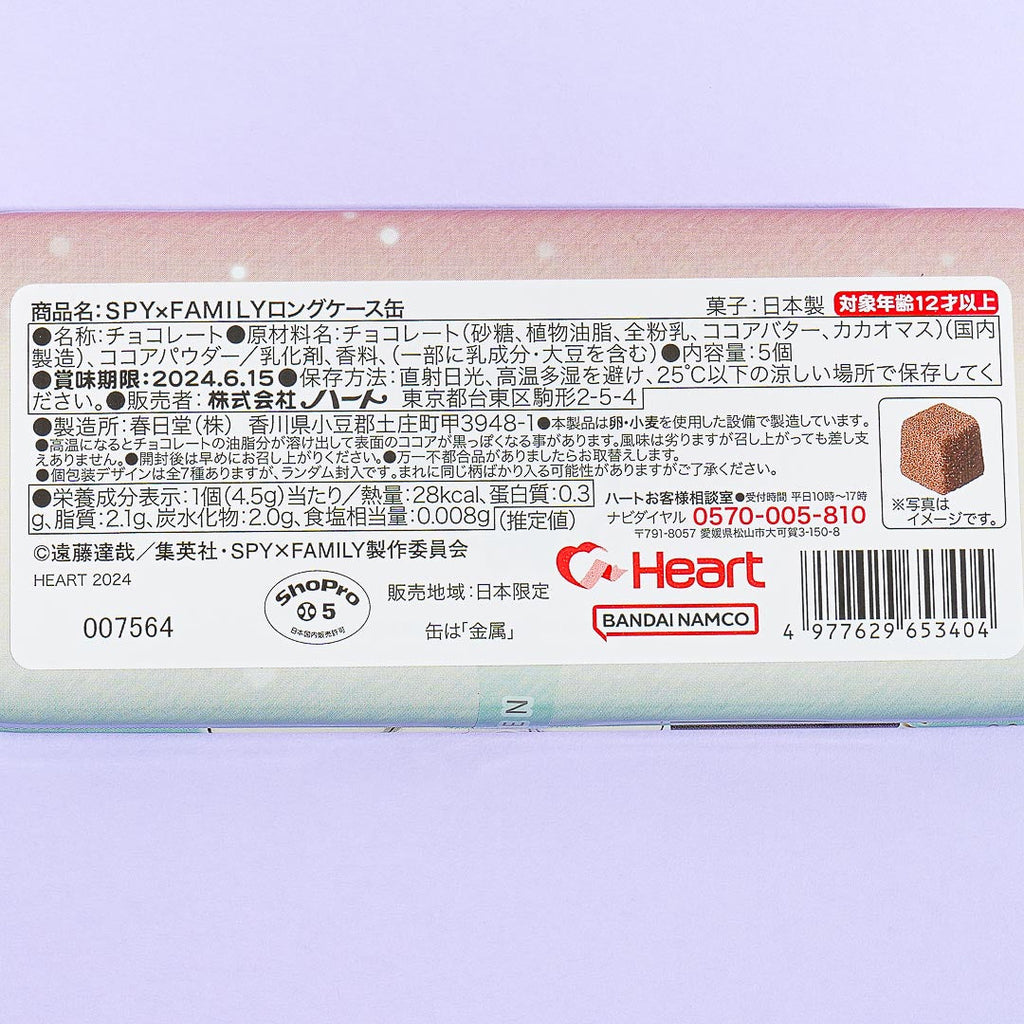 商品名:SPY×FAMILYロングケース缶
菓子:日本製 対象年齢12才以上
●名称:チョコレート●原材料名:チョコレート(砂糖、植物油脂、全粉乳、ココアバター、カカオマス)(国内
製造)、ココアパウダー/乳化剤、香料、(一部に乳成分・大豆を含む)●内容量:5個
●賞味期限:2024.6.15●保存方法:直射日光、高温多湿を避け、25℃以下の涼しい場所で保存してく
ださい。●販売者:株式会社ハート 東京都台東区駒形2-5-4
●製造所:春日堂(株) 香川県小豆郡土庄町甲3948-1●本製品は卵・小麦を使用した設備で製造しています。
●高温になるとチョコレートの油脂分が溶け出して表面のココアが黒っぽくなる事があります。風味は劣りますが召し上がっても差し支
えありません。●開封後は早めにお召し上がりください。●万一不都合品がありましたらお取替えします。
●個包装デザインは全7種ありますが、ランダム封入です。まれに同じ柄ばかり入る可能性がありますがご了承ください。
※写真は
イメージです。
●栄養成分表示:1個(4.5g)当たり/熱量:28kcal、蛋白質:0.3
g、脂質:2.1g、炭水化物:2.0g、食塩相当量:0.008g(推定値)
ハートお客様相談室●受付時間 平日10時〜17時
ナビダイヤル 0570-005-810
〒791-8057 愛媛県松山市大可賀3-150-8
©遠藤達哉/集英社・SPY×FAMILY製作委員会
HEART 2024
007564
ShoPro
5
日本国内販売許可
販売地域:日本限定
缶は「金属」
Heart
BANDAI NAMCO
4 977629 653404
EN